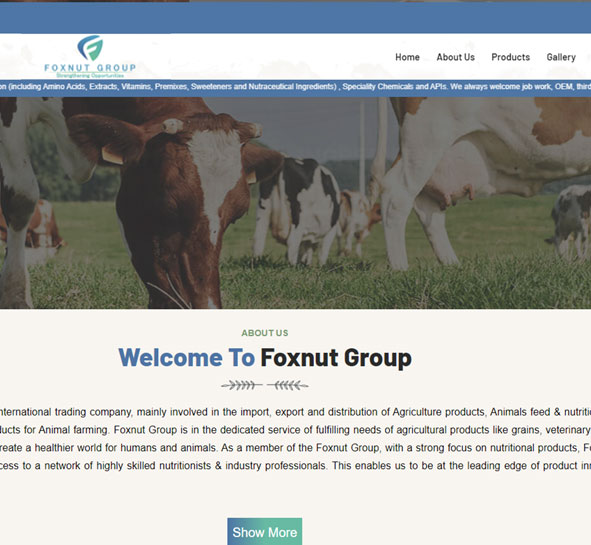 FOXNUT GROUP
Strengthening Opportunities
Home About Us Products Gallery
on (including Amino Acids, Extracts, Vitamins, Premixes, Sweeteners and Nutraceutical Ingredients) , Speciality Chemicals and APIs. We always welcome job work, OEM, third
ABOUT US
Welcome To Foxnut Group
nternational trading company, mainly involved in the import, export and distribution of Agriculture products, Animals feed & nutriti
ducts for Animal farming. Foxnut Group is in the dedicated service of fulfilling needs of agricultural products like grains, veterinary
reate a healthier world for humans and animals. As a member of the Foxnut Group, with a strong focus on nutritional products, Fo
cess to a network of highly skilled nutritionists & industry professionals. This enables us to be at the leading edge of product inn
Show More